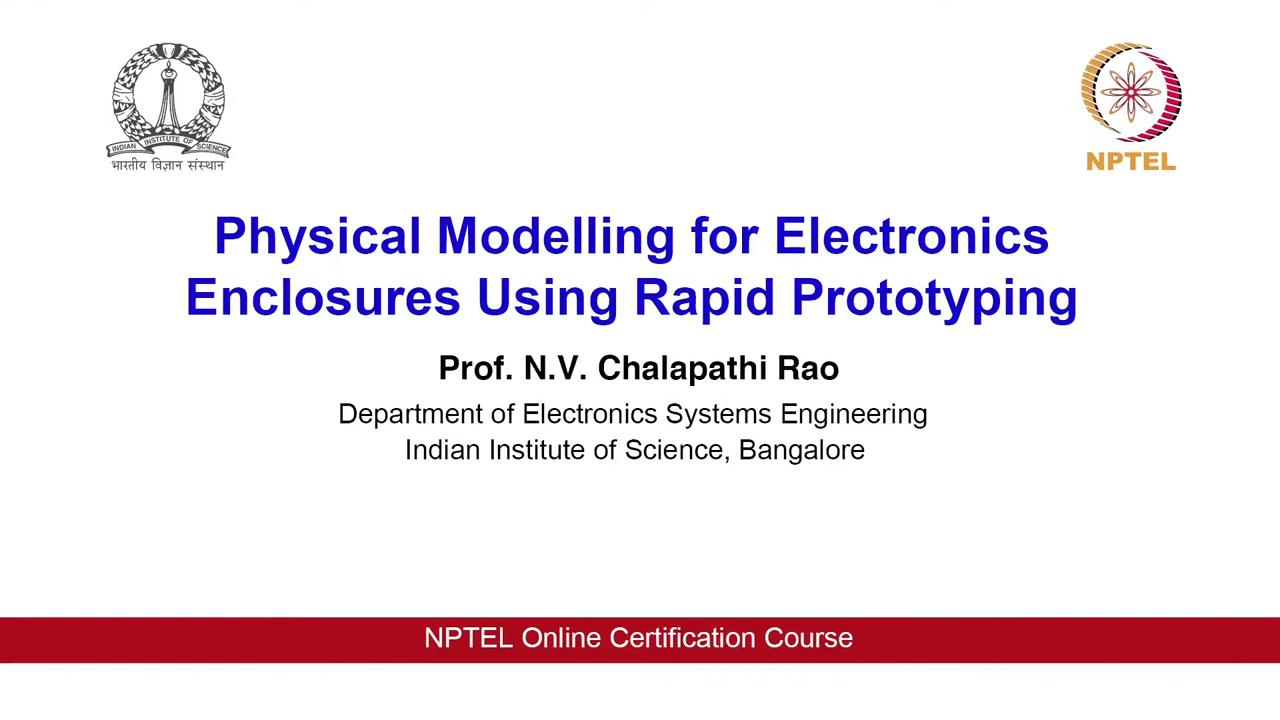 INDIAN INSTITUTE OF SCIENCE
भारतीय विज्ञान संस्थान
NPTEL
Physical Modelling for Electronics
Enclosures Using Rapid Prototyping
Prof. N.V. Chalapathi Rao
Department of Electronics Systems Engineering
Indian Institute of Science, Bangalore
NPTEL Online Certification Course